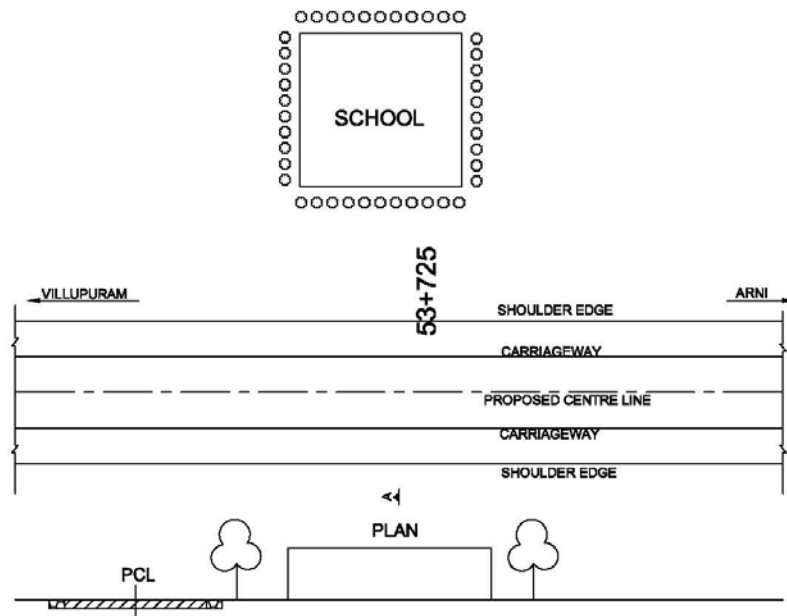 SCHOOL
53+725
VILLUPURAM
ARNI
SHOULDER EDGE
CARRIAGEWAY
PROPOSED CENTRE LINE
CARRIAGEWAY
SHOULDER EDGE
A
PLAN
PCL